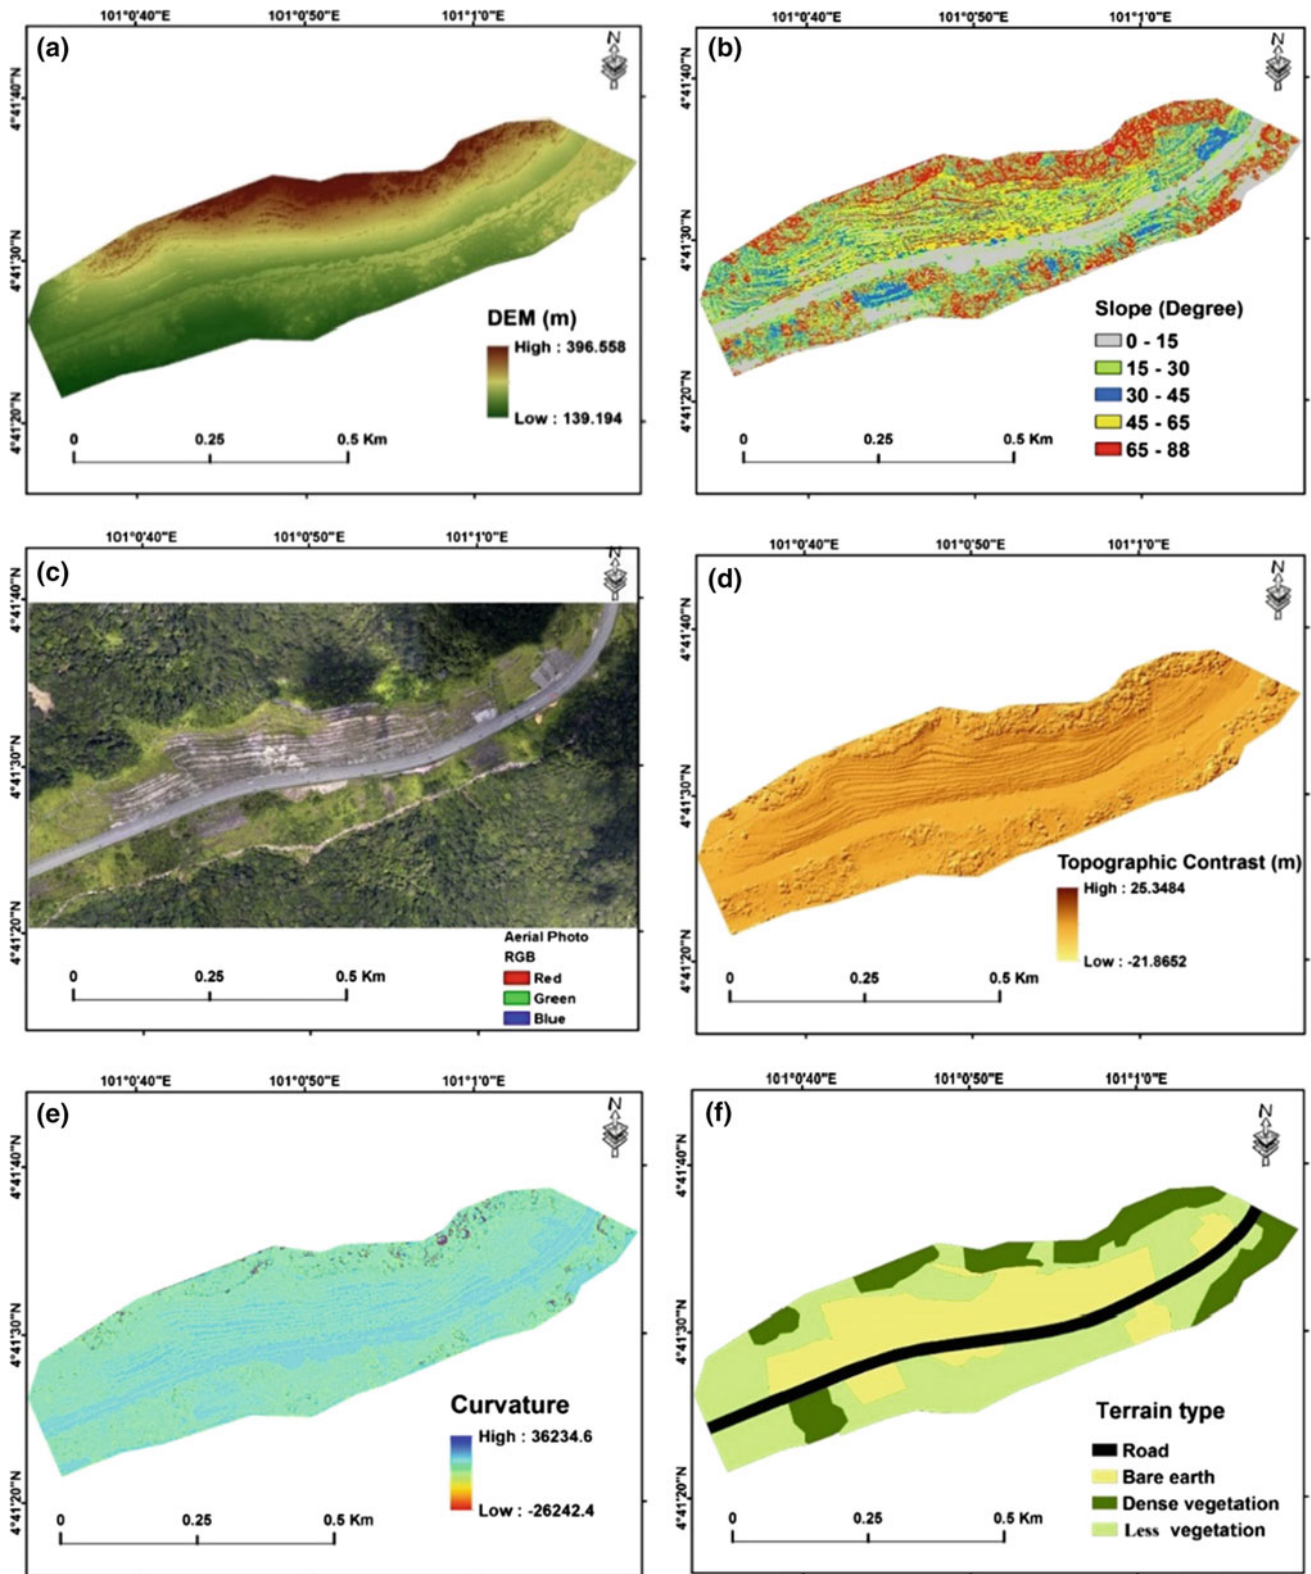 101°0'40"E 101°0'50"E 101°1'0"E
(a)
N
4°41'40"N
4°41'30"N
4°41'20"N
DEM (m)
High : 396.558
Low : 139.194
0 0.25 0.5 Km
101°0'40"E 101°0'50"E 101°1'0"E
(b)
N
4°41'40"N
4°41'30"N
4°41'20"N
Slope (Degree)
0 - 15
15 - 30
30 - 45
45 - 65
65 - 88
0 0.25 0.5 Km
101°0'40"E 101°0'50"E 101°1'0"E
(c)
N
4°41'40"N
4°41'30"N
4°41'20"N
Aerial Photo
RGB
Red
Green
Blue
0 0.25 0.5 Km
101°0'40"E 101°0'50"E 101°1'0"E
(d)
N
4°41'40"N
4°41'30"N
4°41'20"N
Topographic Contrast (m)
High : 25.3484
Low : -21.8652
0 0.25 0.5 Km
101°0'40"E 101°0'50"E 101°1'0"E
(e)
N
4°41'40"N
4°41'30"N
4°41'20"N
Curvature
High : 36234.6
Low : -26242.4
0 0.25 0.5 Km
101°0'40"E 101°0'50"E 101°1'0"E
(f)
N
4°41'40"N
4°41'30"N
4°41'20"N
Terrain type
Road
Bare earth
Dense vegetation
Less vegetation
0 0.25 0.5 Km